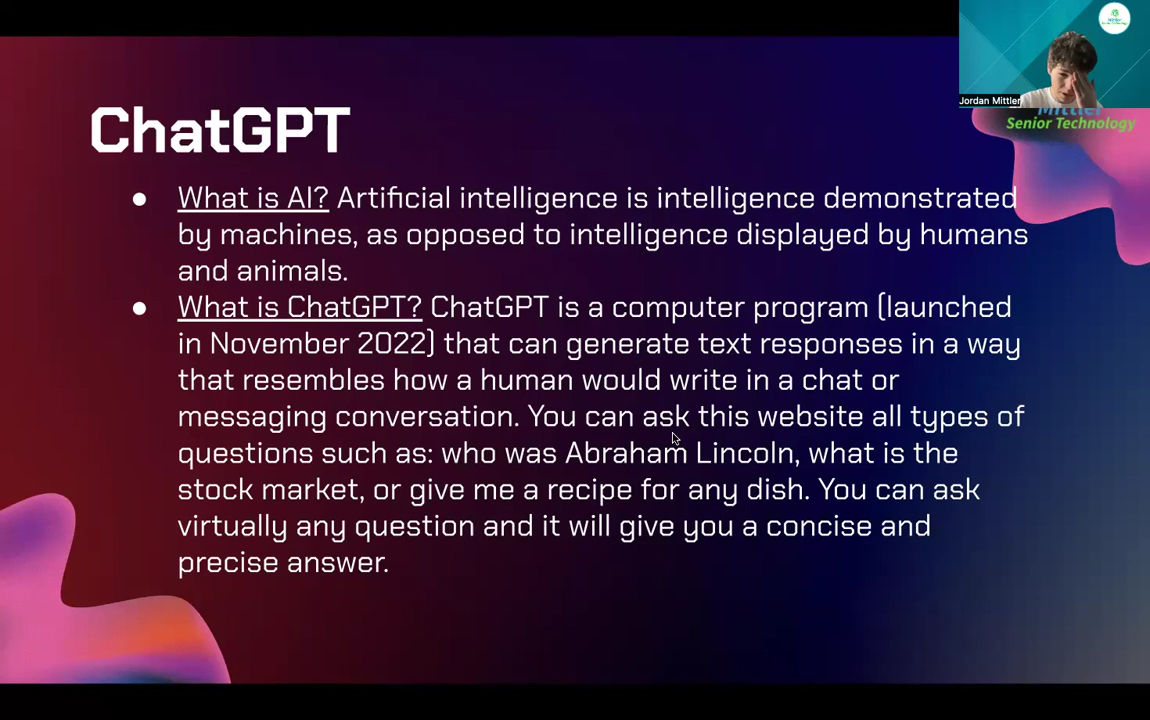 Jordan Mittler
Mittler
Senior Technology
ChatGPT
● What is AI? Artificial intelligence is intelligence demonstrated
by machines, as opposed to intelligence displayed by humans
and animals.
● What is ChatGPT? ChatGPT is a computer program (launched
in November 2022) that can generate text responses in a way
that resembles how a human would write in a chat or
messaging conversation. You can ask this website all types of
questions such as: who was Abraham Lincoln, what is the
stock market, or give me a recipe for any dish. You can ask
virtually any question and it will give you a concise and
precise answer.